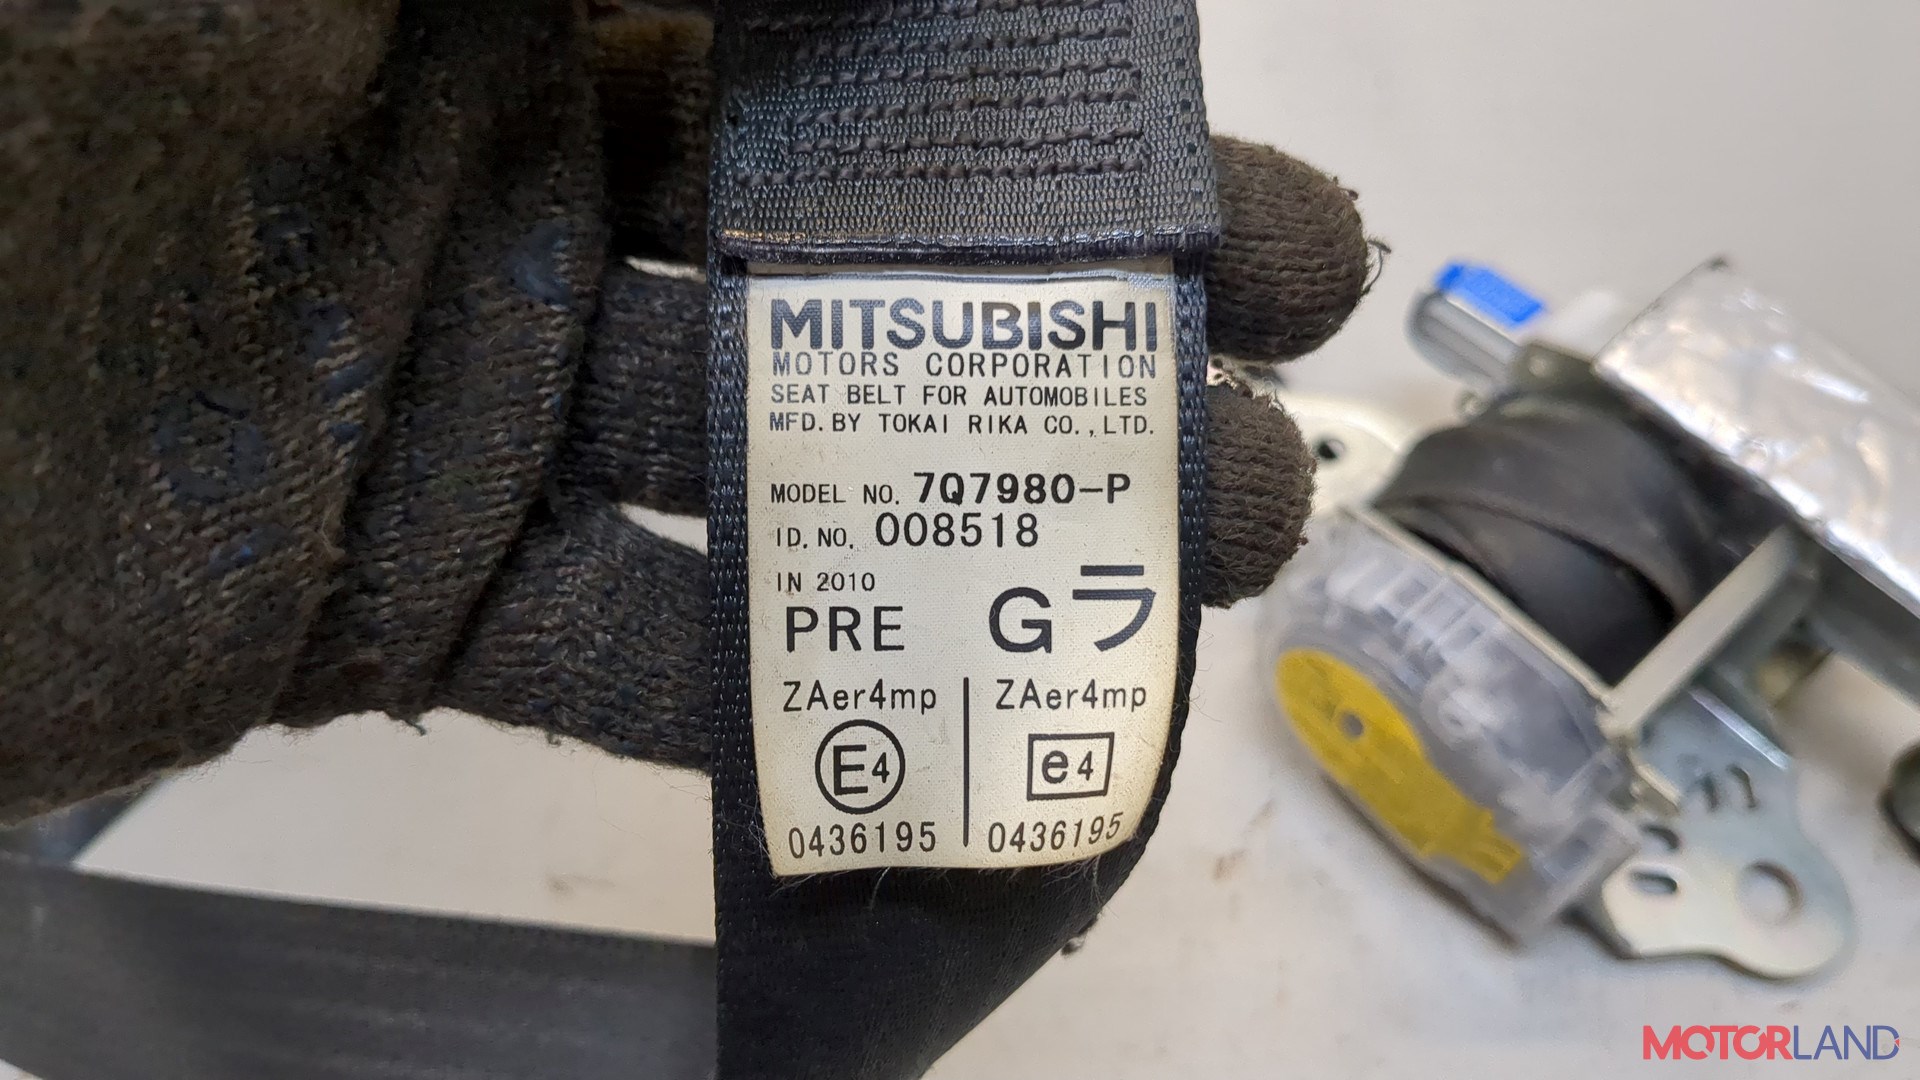 MITSUBISHI
MOTORS CORPORATION
SEAT BELT FOR AUTOMOBILES
MFD. BY TOKAI RIKA CO., LTD.
MODEL NO. 7Q7980-P
ID. NO. 008518
IN 2010
PRE Gラ
ZAer4mp ZAer4mp
E4 e4
0436195 0436195
MOTORLAND